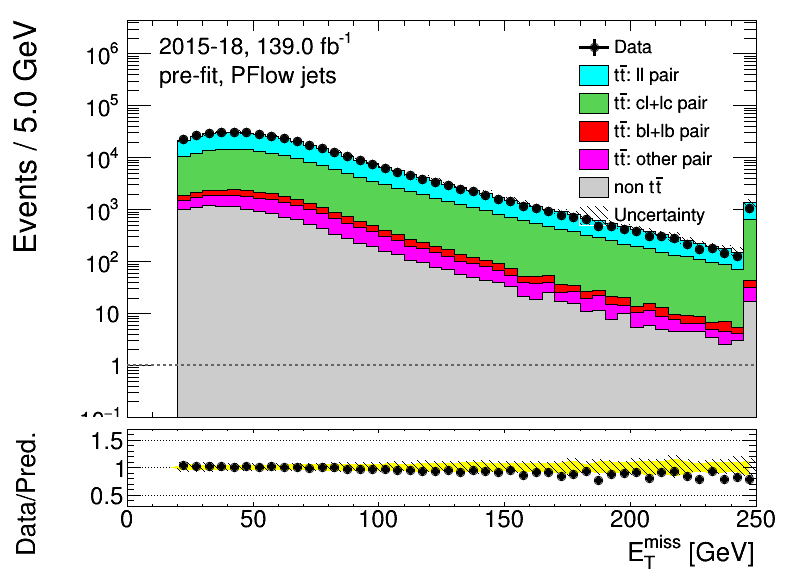 Events / 5.0 GeV
2015-18, 139.0 fb⁻¹
pre-fit, PFlow jets
Data
tt̄: ll pair
tt̄: cl+lc pair
tt̄: bl+lb pair
tt̄: other pair
non tt̄
Uncertainty
10⁶
10⁵
10⁴
10³
10²
10
1
10⁻¹
Data/Pred.
1.5
1
0.5
0 50 100 150 200 250
E_T^miss [GeV]